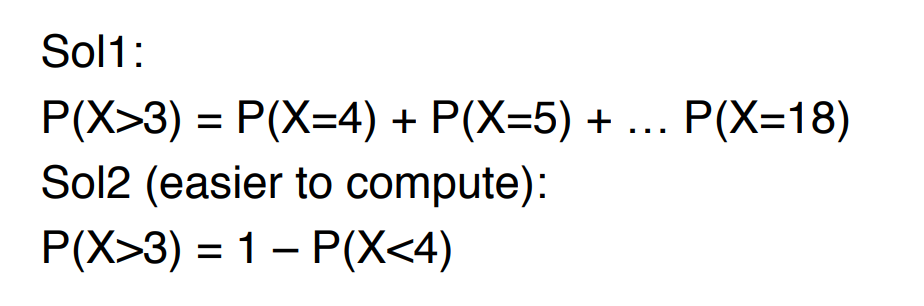 Sol1:
P(X>3) = P(X=4) + P(X=5) + … P(X=18)
Sol2 (easier to compute):
P(X>3) = 1 – P(X<4)